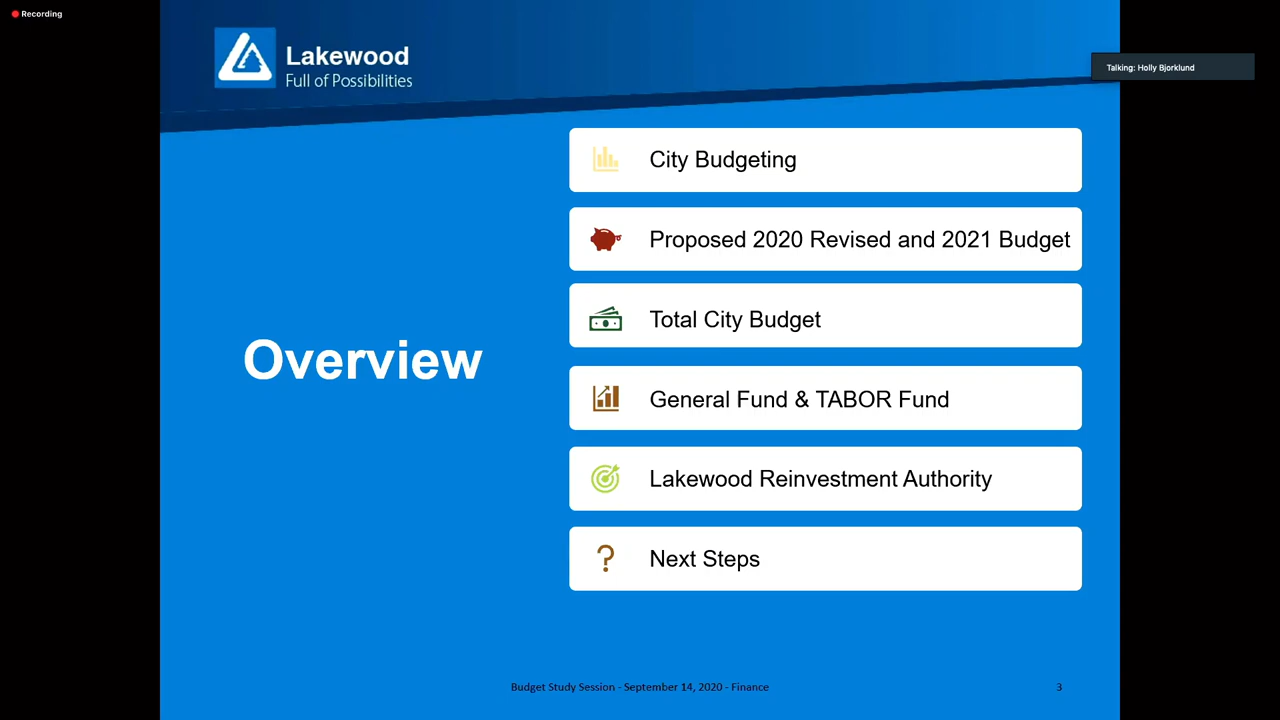 Recording
Lakewood
Full of Possibilities
Talking: Holly Bjorklund
Overview
City Budgeting
Proposed 2020 Revised and 2021 Budget
Total City Budget
General Fund & TABOR Fund
Lakewood Reinvestment Authority
Next Steps
Budget Study Session - September 14, 2020 - Finance
3